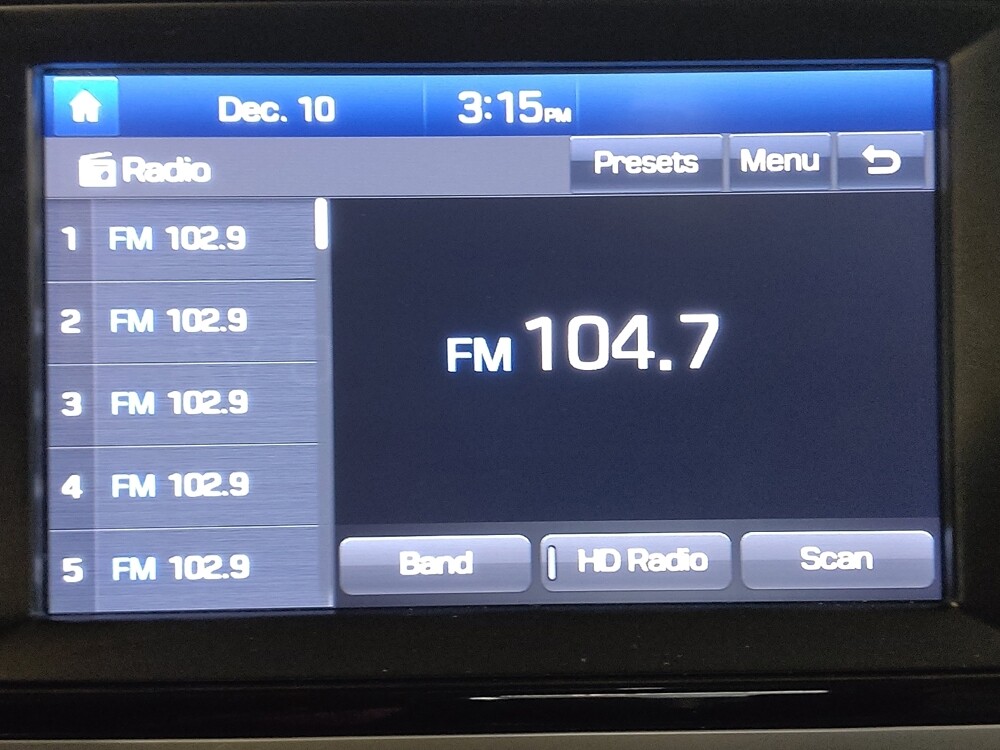 Dec. 10 3:15PM
Radio Presets Menu
1 FM 102.9
2 FM 102.9
3 FM 102.9
4 FM 102.9
5 FM 102.9
FM 104.7
Band HD Radio Scan